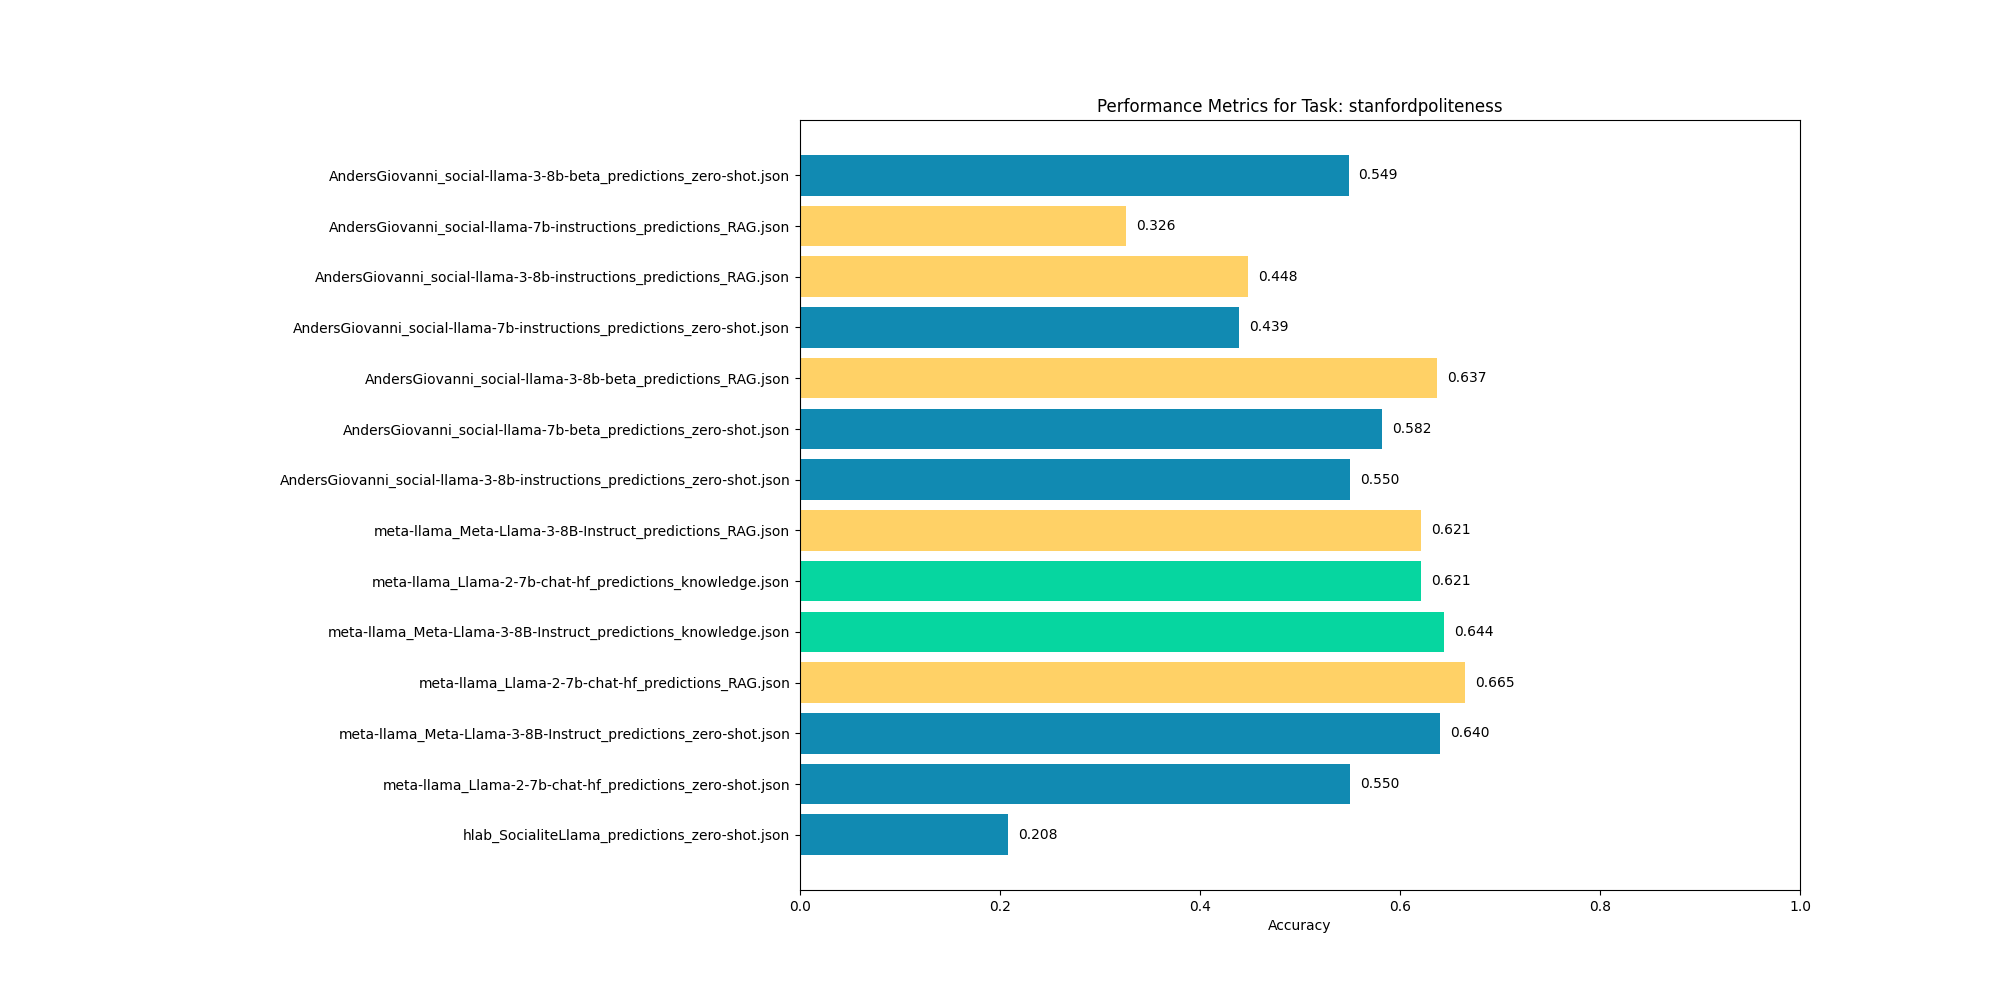 Performance Metrics for Task: stanfordpoliteness
AndersGiovanni_social-llama-3-8b-beta_predictions_zero-shot.json 0.549
AndersGiovanni_social-llama-7b-instructions_predictions_RAG.json 0.326
AndersGiovanni_social-llama-3-8b-instructions_predictions_RAG.json 0.448
AndersGiovanni_social-llama-7b-instructions_predictions_zero-shot.json 0.439
AndersGiovanni_social-llama-3-8b-beta_predictions_RAG.json 0.637
AndersGiovanni_social-llama-7b-beta_predictions_zero-shot.json 0.582
AndersGiovanni_social-llama-3-8b-instructions_predictions_zero-shot.json 0.550
meta-llama_Meta-Llama-3-8B-Instruct_predictions_RAG.json 0.621
meta-llama_Llama-2-7b-chat-hf_predictions_knowledge.json 0.621
meta-llama_Meta-Llama-3-8B-Instruct_predictions_knowledge.json 0.644
meta-llama_Llama-2-7b-chat-hf_predictions_RAG.json 0.665
meta-llama_Meta-Llama-3-8B-Instruct_predictions_zero-shot.json 0.640
meta-llama_Llama-2-7b-chat-hf_predictions_zero-shot.json 0.550
hlab_SocialiteLlama_predictions_zero-shot.json 0.208
0.0 0.2 0.4 0.6 0.8 1.0
Accuracy